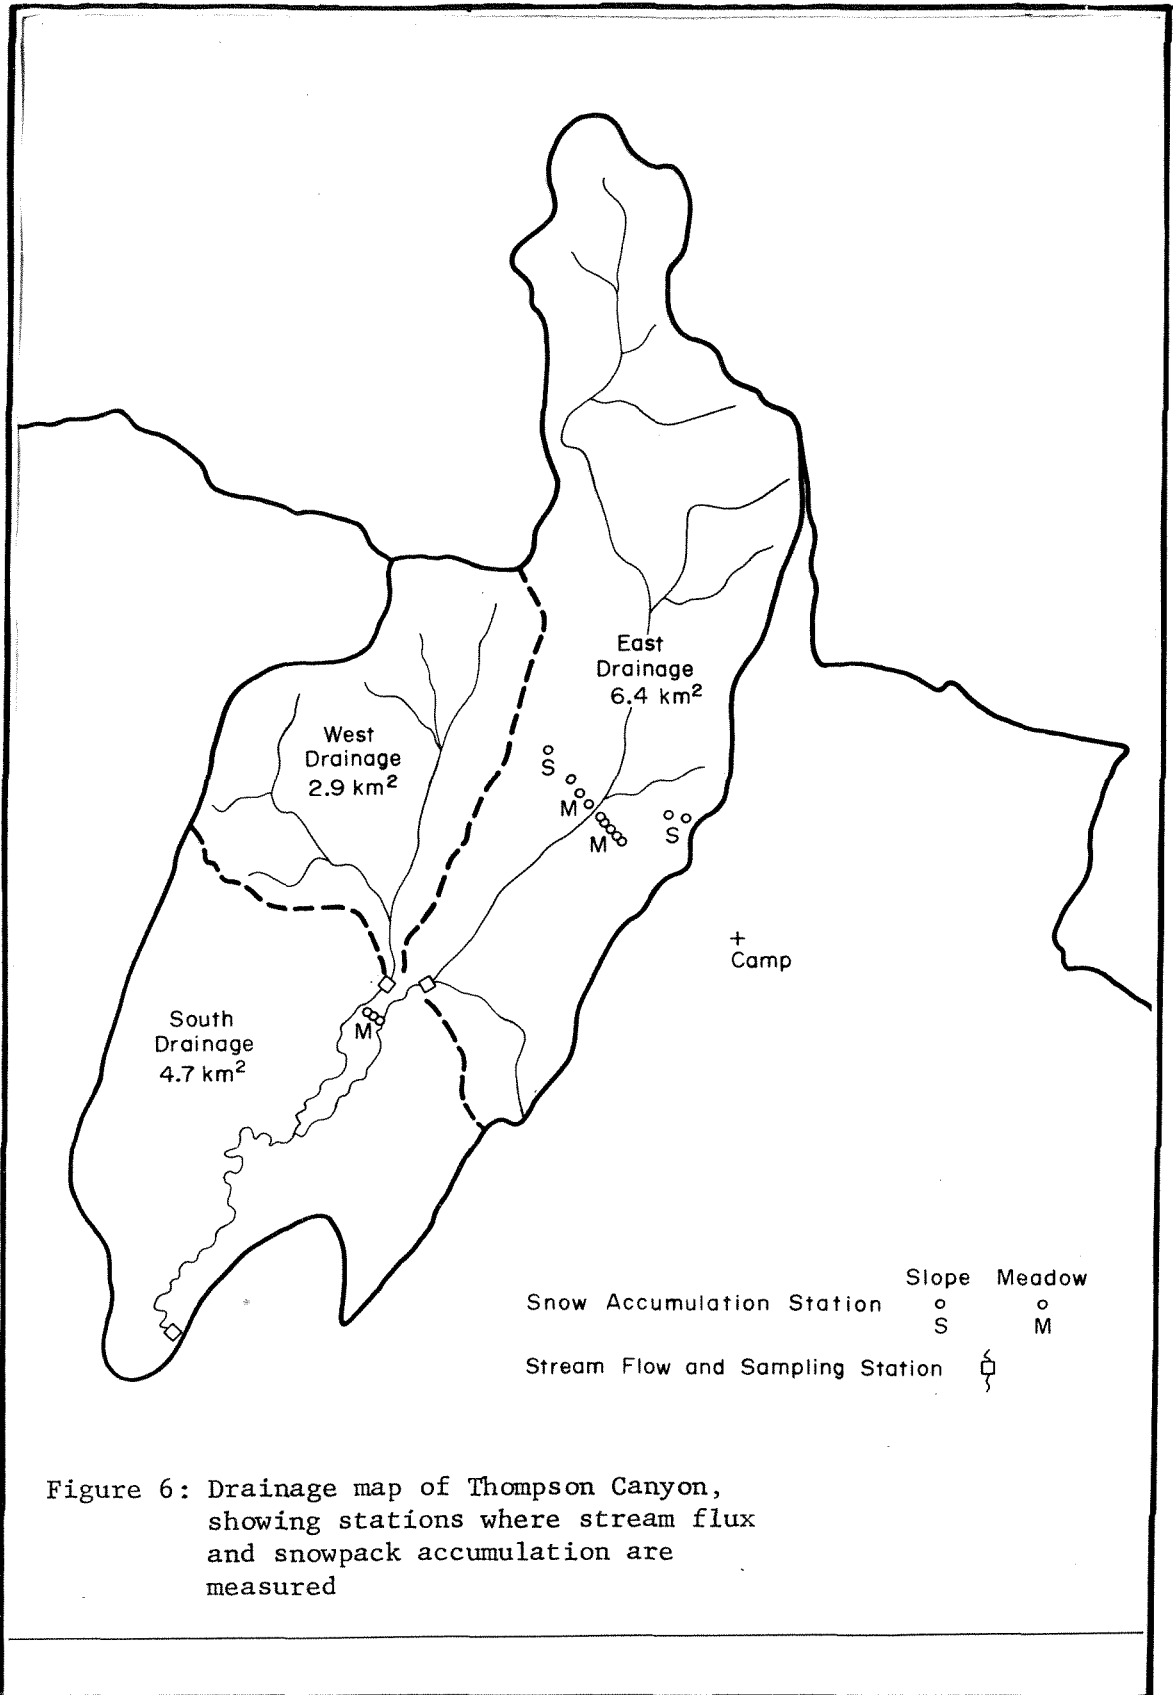 East
Drainage
6.4 km²
West
Drainage
2.9 km²
S
M
M
S
+
Camp
South
Drainage
4.7 km²
M
Slope Meadow
Snow Accumulation Station
S M
Stream Flow and Sampling Station
Figure 6: Drainage map of Thompson Canyon,
showing stations where stream flux
and snowpack accumulation are
measured